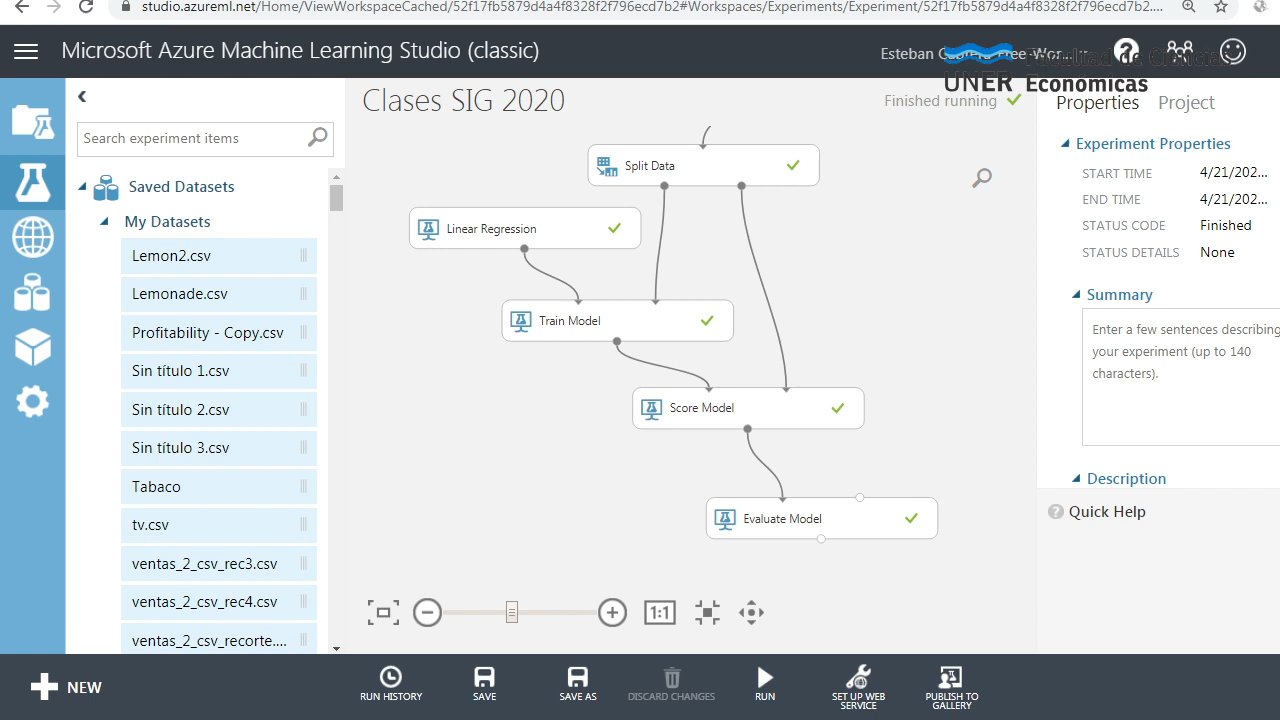 studio.azureml.net/Home/ViewWorkspaceCached/52f17fb5879d4a4f8328f2f796ecd7b2#Workspaces/Experiments/Experiment/52f17fb5879d4a4f8328f2f796ecd7b2....
Microsoft Azure Machine Learning Studio (classic)
Esteban
Facultad de Ciencias
UNER Económicas
Clases SIG 2020
Finished running
Properties Project
Search experiment items
Saved Datasets
My Datasets
Lemon2.csv
Lemonade.csv
Profitability - Copy.csv
Sin título 1.csv
Sin título 2.csv
Sin título 3.csv
Tabaco
tv.csv
ventas_2_csv_rec3.csv
ventas_2_csv_rec4.csv
ventas_2_csv_recorte....
Split Data
Linear Regression
Train Model
Score Model
Evaluate Model
1:1
Experiment Properties
START TIME 4/21/202...
END TIME 4/21/202...
STATUS CODE Finished
STATUS DETAILS None
Summary
Enter a few sentences describing
your experiment (up to 140
characters).
Description
Quick Help
NEW
RUN HISTORY
SAVE
SAVE AS
DISCARD CHANGES
RUN
SET UP WEB
SERVICE
PUBLISH TO
GALLERY